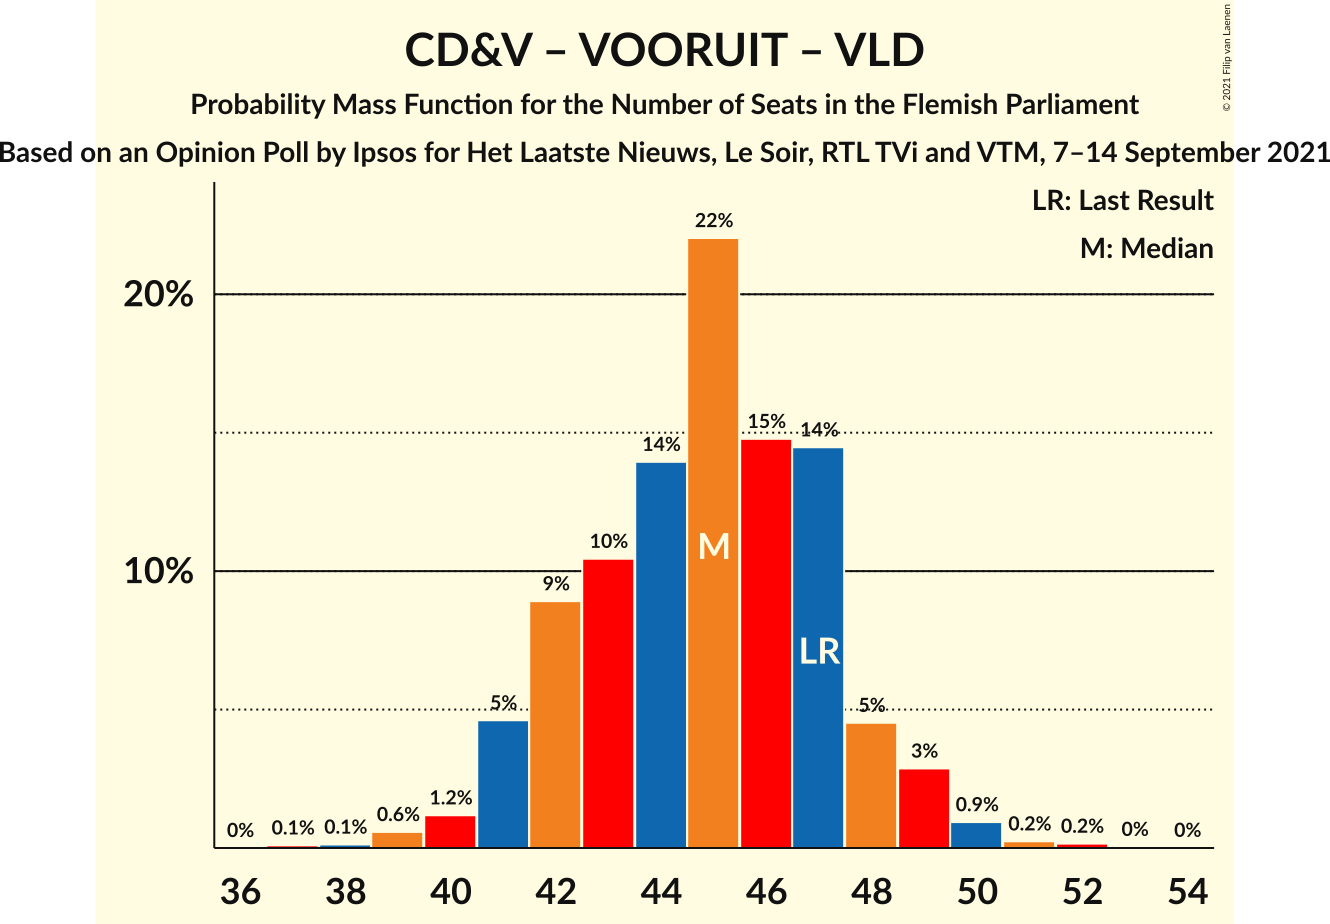 CD&V – VOORUIT – VLD
Probability Mass Function for the Number of Seats in the Flemish Parliament
Based on an Opinion Poll by Ipsos for Het Laatste Nieuws, Le Soir, RTL TVi and VTM, 7–14 September 2021
© 2021 Filip van Laenen
LR: Last Result
M: Median
20%
10%
0%
0.1%
0.1%
0.6%
1.2%
5%
9%
10%
14%
22%
15%
14%
5%
3%
0.9%
0.2%
0.2%
0%
0%
M
LR
36 38 40 42 44 46 48 50 52 54